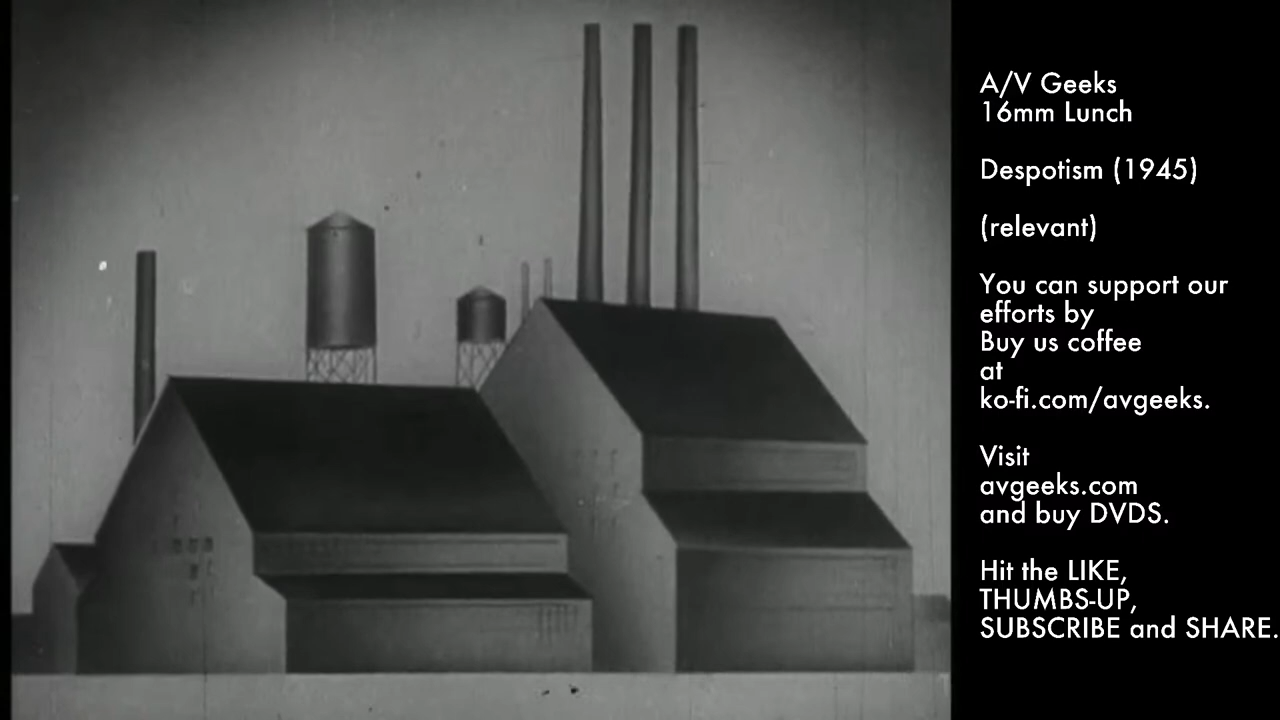 A/V Geeks
16mm Lunch
Despotism (1945)
(relevant)
You can support our
efforts by
Buy us coffee
at
ko-fi.com/avgeeks.
Visit
avgeeks.com
and buy DVDS.
Hit the LIKE,
THUMBS-UP,
SUBSCRIBE and SHARE.